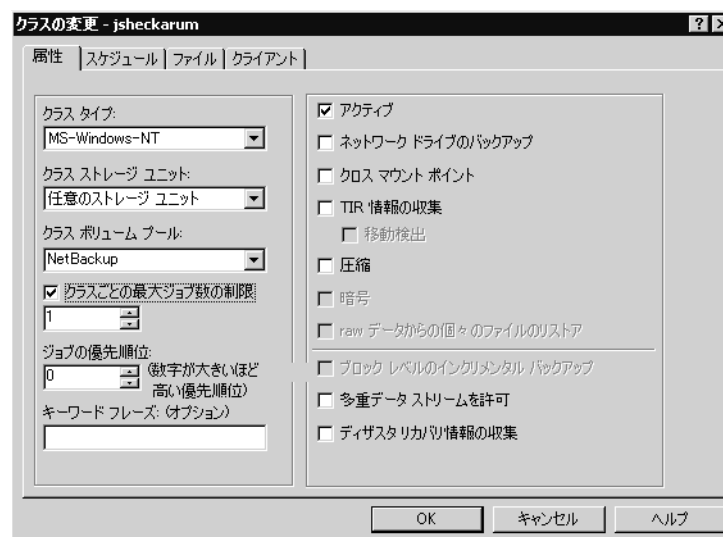 クラスの変更 - jsheckarum
属性
スケジュール
ファイル
クライアント
クラス タイプ:
MS-Windows-NT
クラス ストレージ ユニット:
任意のストレージ ユニット
クラス ボリューム プール:
NetBackup
クラスごとの最大ジョブ数の制限
1
ジョブの優先順位:
0
(数字が大きいほど
高い優先順位)
キーワード フレーズ: (オプション)
アクティブ
ネットワーク ドライブのバックアップ
クロス マウント ポイント
TIR 情報の収集
移動検出
圧縮
暗号
raw データからの個々のファイルのリストア
ブロック レベルのインクリメンタル バックアップ
多重データ ストリームを許可
ディザスタ リカバリ情報の収集
OK
キャンセル
ヘルプ